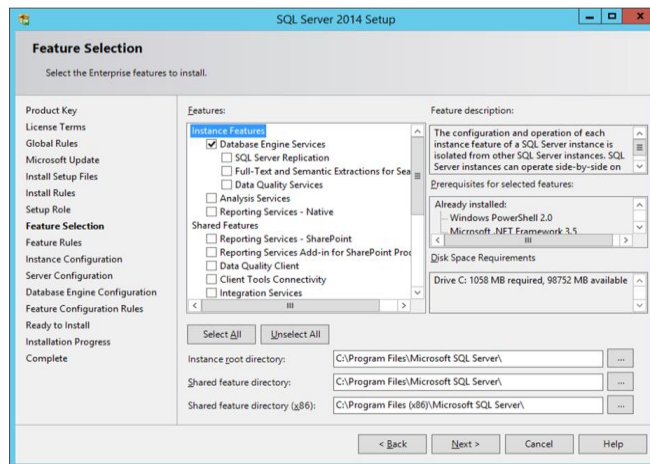 SQL Server 2014 Setup
Feature Selection
Select the Enterprise features to install.
Product Key
License Terms
Global Rules
Microsoft Update
Install Setup Files
Install Rules
Setup Role
Feature Selection
Feature Rules
Instance Configuration
Server Configuration
Database Engine Configuration
Feature Configuration Rules
Ready to Install
Installation Progress
Complete
Features:
Instance Features
Database Engine Services
SQL Server Replication
Full-Text and Semantic Extractions for Sea
Data Quality Services
Analysis Services
Reporting Services - Native
Shared Features
Reporting Services - SharePoint
Reporting Services Add-in for SharePoint Proc
Data Quality Client
Client Tools Connectivity
Integration Services
Feature description:
The configuration and operation of each
instance feature of a SQL Server instance is
isolated from other SQL Server instances. SQL
Server instances can operate side-by-side on
Prerequisites for selected features:
Already installed:
Windows PowerShell 2.0
Microsoft .NET Framework 3.5
Disk Space Requirements
Drive C: 1058 MB required, 98752 MB available
Select All
Unselect All
Instance root directory:
C:\Program Files\Microsoft SQL Server\
...
Shared feature directory:
C:\Program Files\Microsoft SQL Server\
...
Shared feature directory (x86):
C:\Program Files (x86)\Microsoft SQL Server\
...
< Back
Next >
Cancel
Help